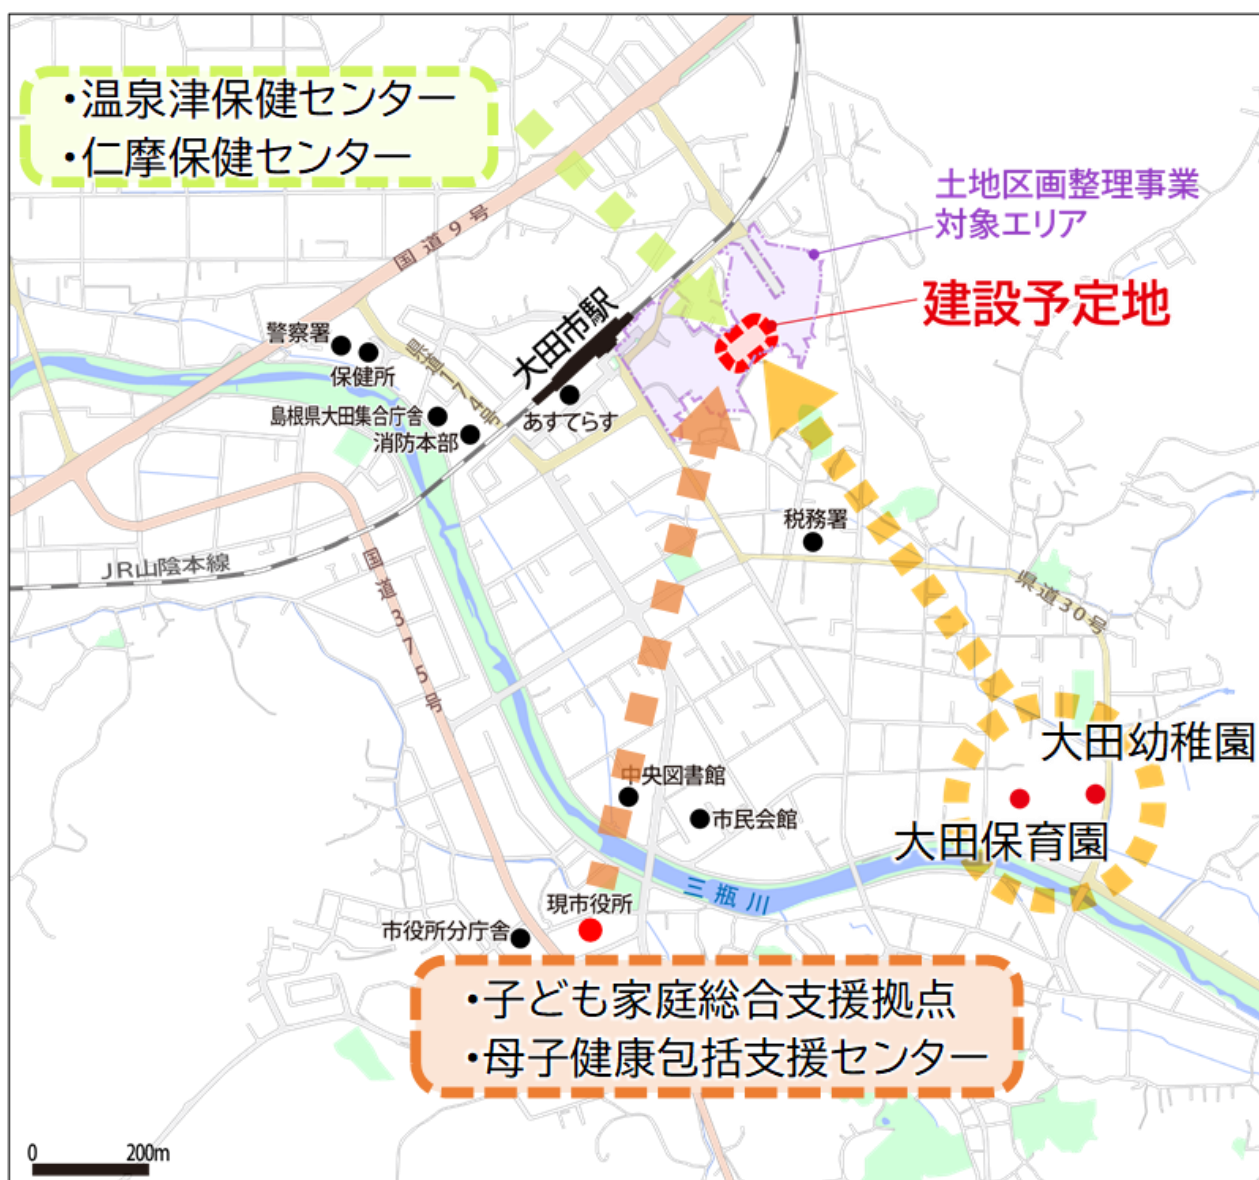 ・温泉津保健センター
・仁摩保健センター
土地区画整理事業
対象エリア
国道9号
建設予定地
大田市駅
警察署
保健所
県道174号
島根県大田集合庁舎
消防本部
あすてらす
税務署
JR山陰本線
国道375号
県道30号
大田幼稚園
中央図書館
市民会館
大田保育園
三瓶川
現市役所
市役所分庁舎
・子ども家庭総合支援拠点
・母子健康包括支援センター
0 200m